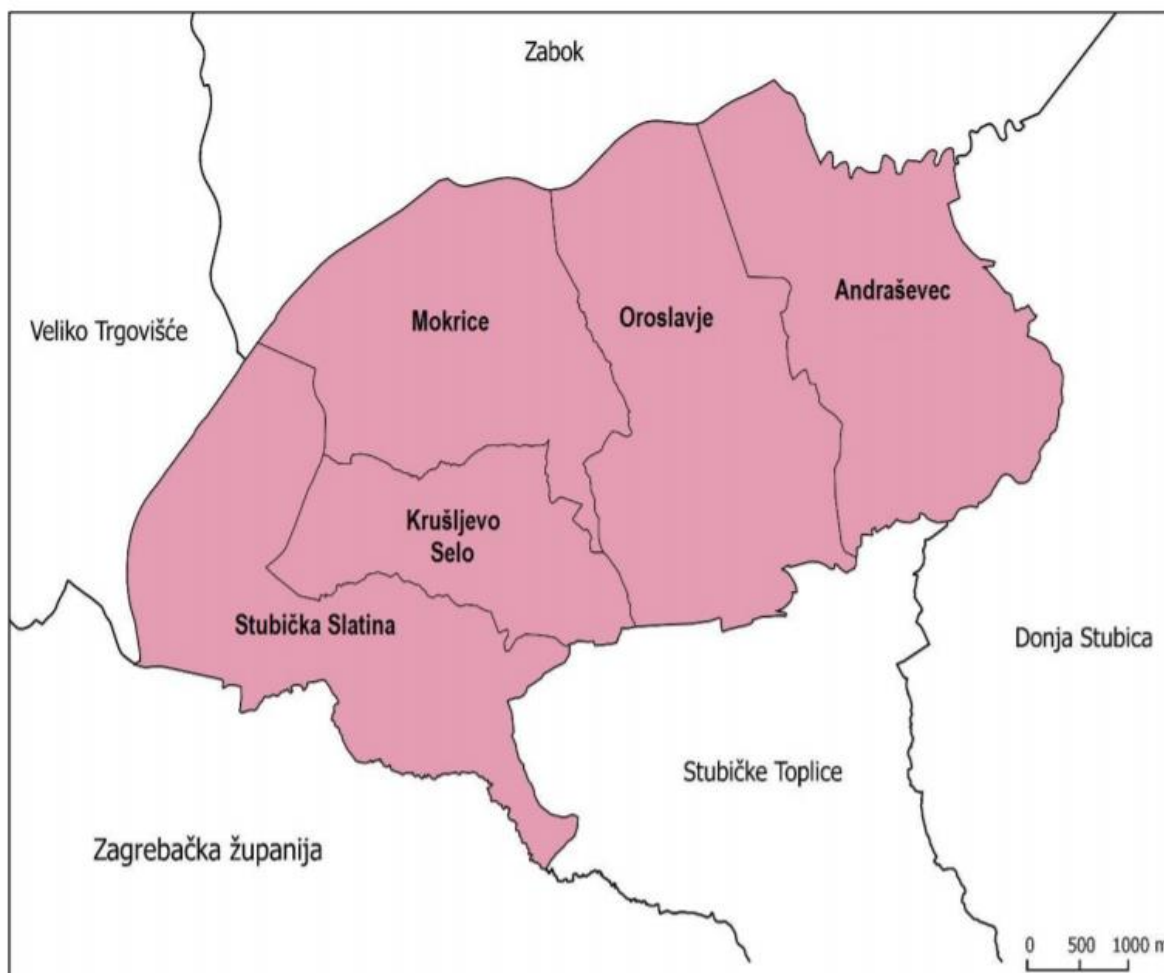 Zabok
Andraševec
Mokrice
Oroslavje
Veliko Trgovišće
Krušljevo
Selo
Stubička Slatina
Donja Stubica
Stubičke Toplice
Zagrebačka županija
0 500 1000 m